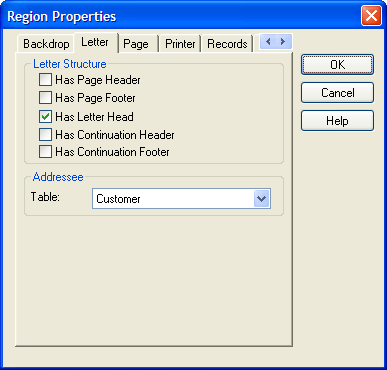 Region Properties
Backdrop Letter Page Printer Records
Letter Structure
Has Page Header
Has Page Footer
Has Letter Head
Has Continuation Header
Has Continuation Footer
Addressee
Table: Customer
OK
Cancel
Help